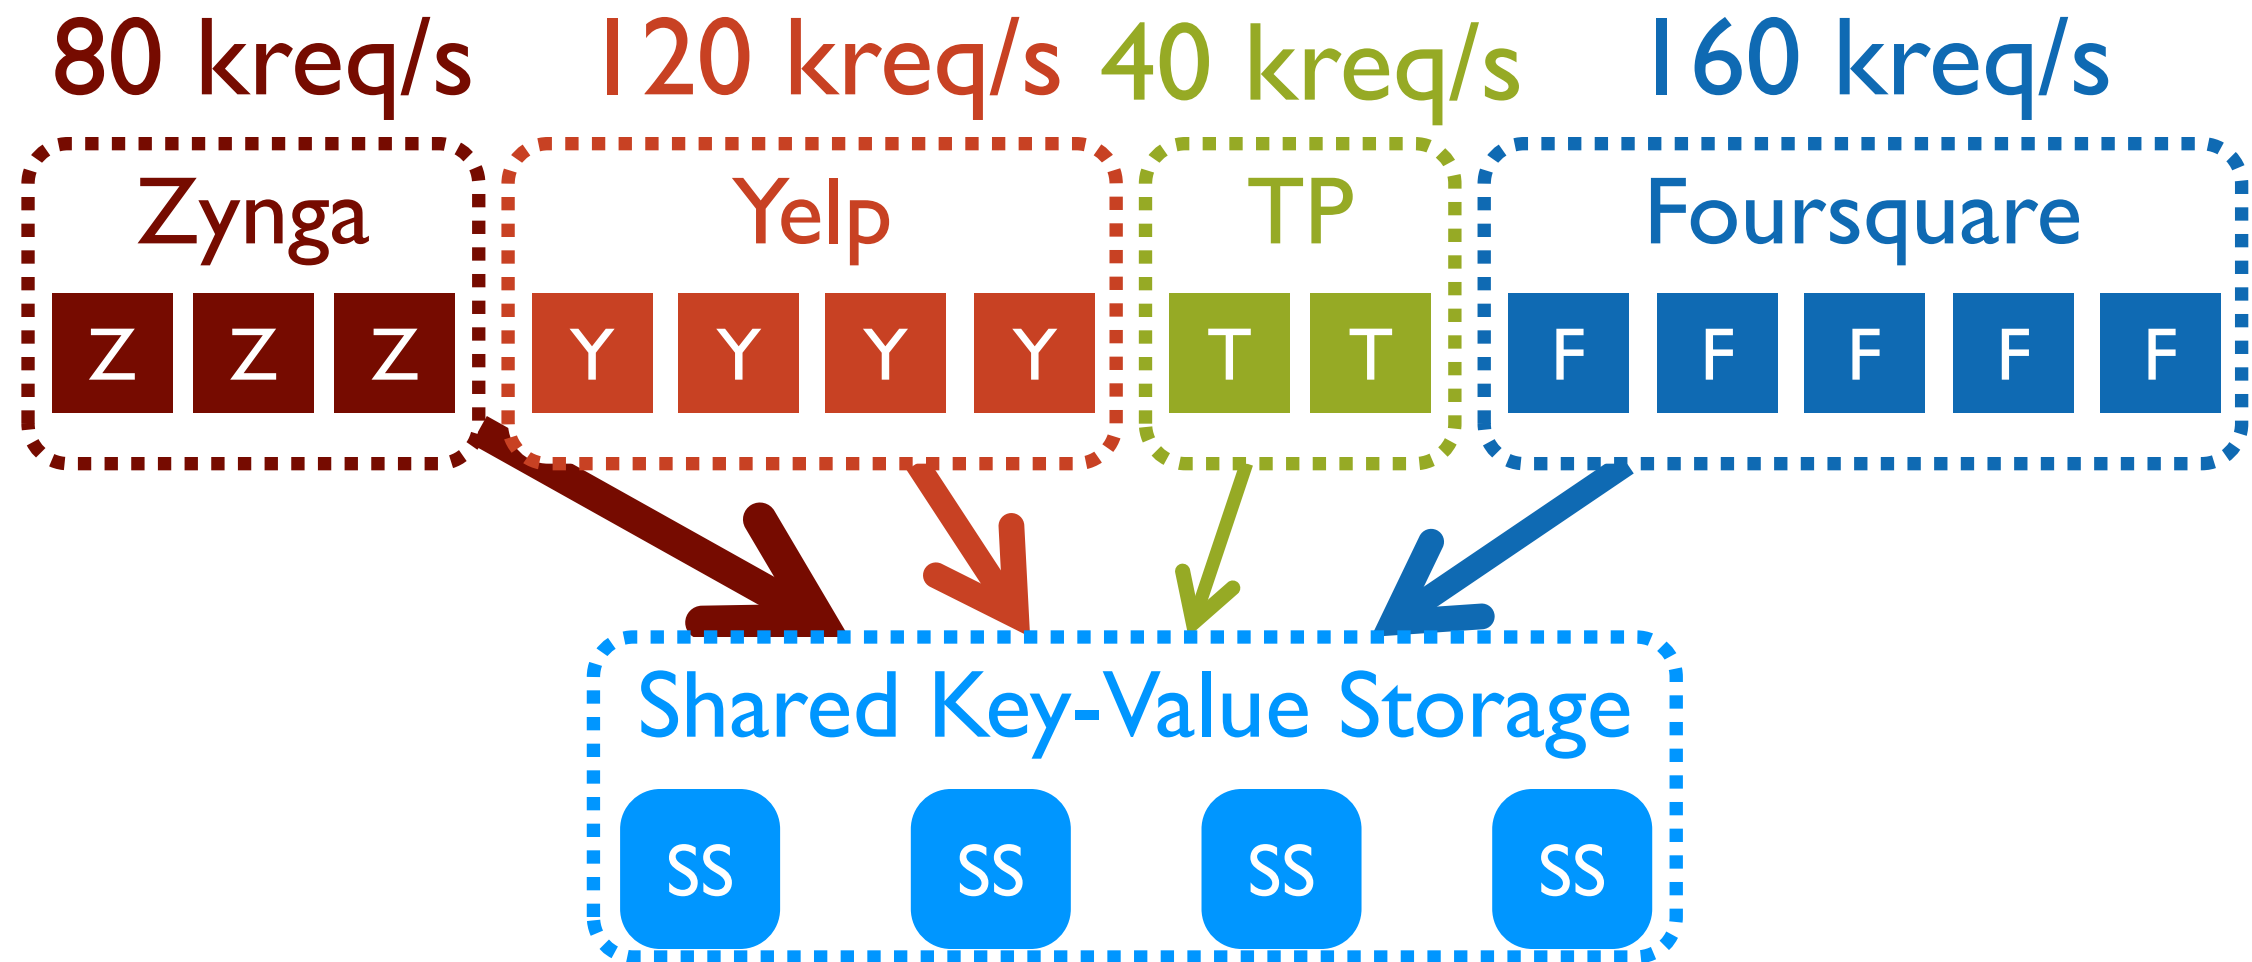 80 kreq/s 120 kreq/s 40 kreq/s 160 kreq/s
Zynga Yelp TP Foursquare
Z Z Z Y Y Y Y T T F F F F F
Shared Key-Value Storage
SS SS SS SS